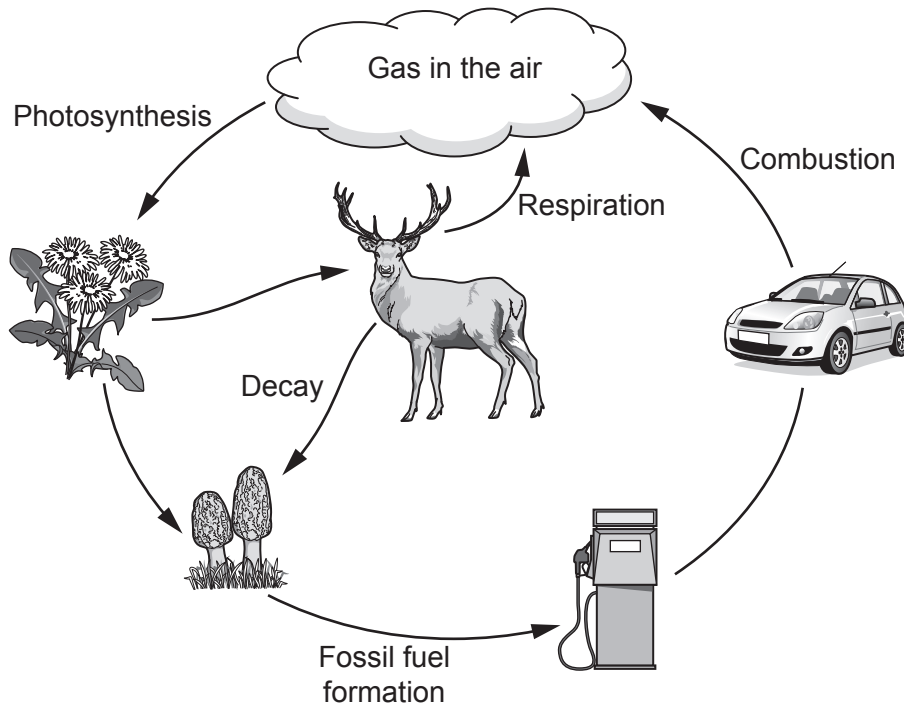 Gas in the air
Photosynthesis
Combustion
Respiration
Decay
Fossil fuel
formation